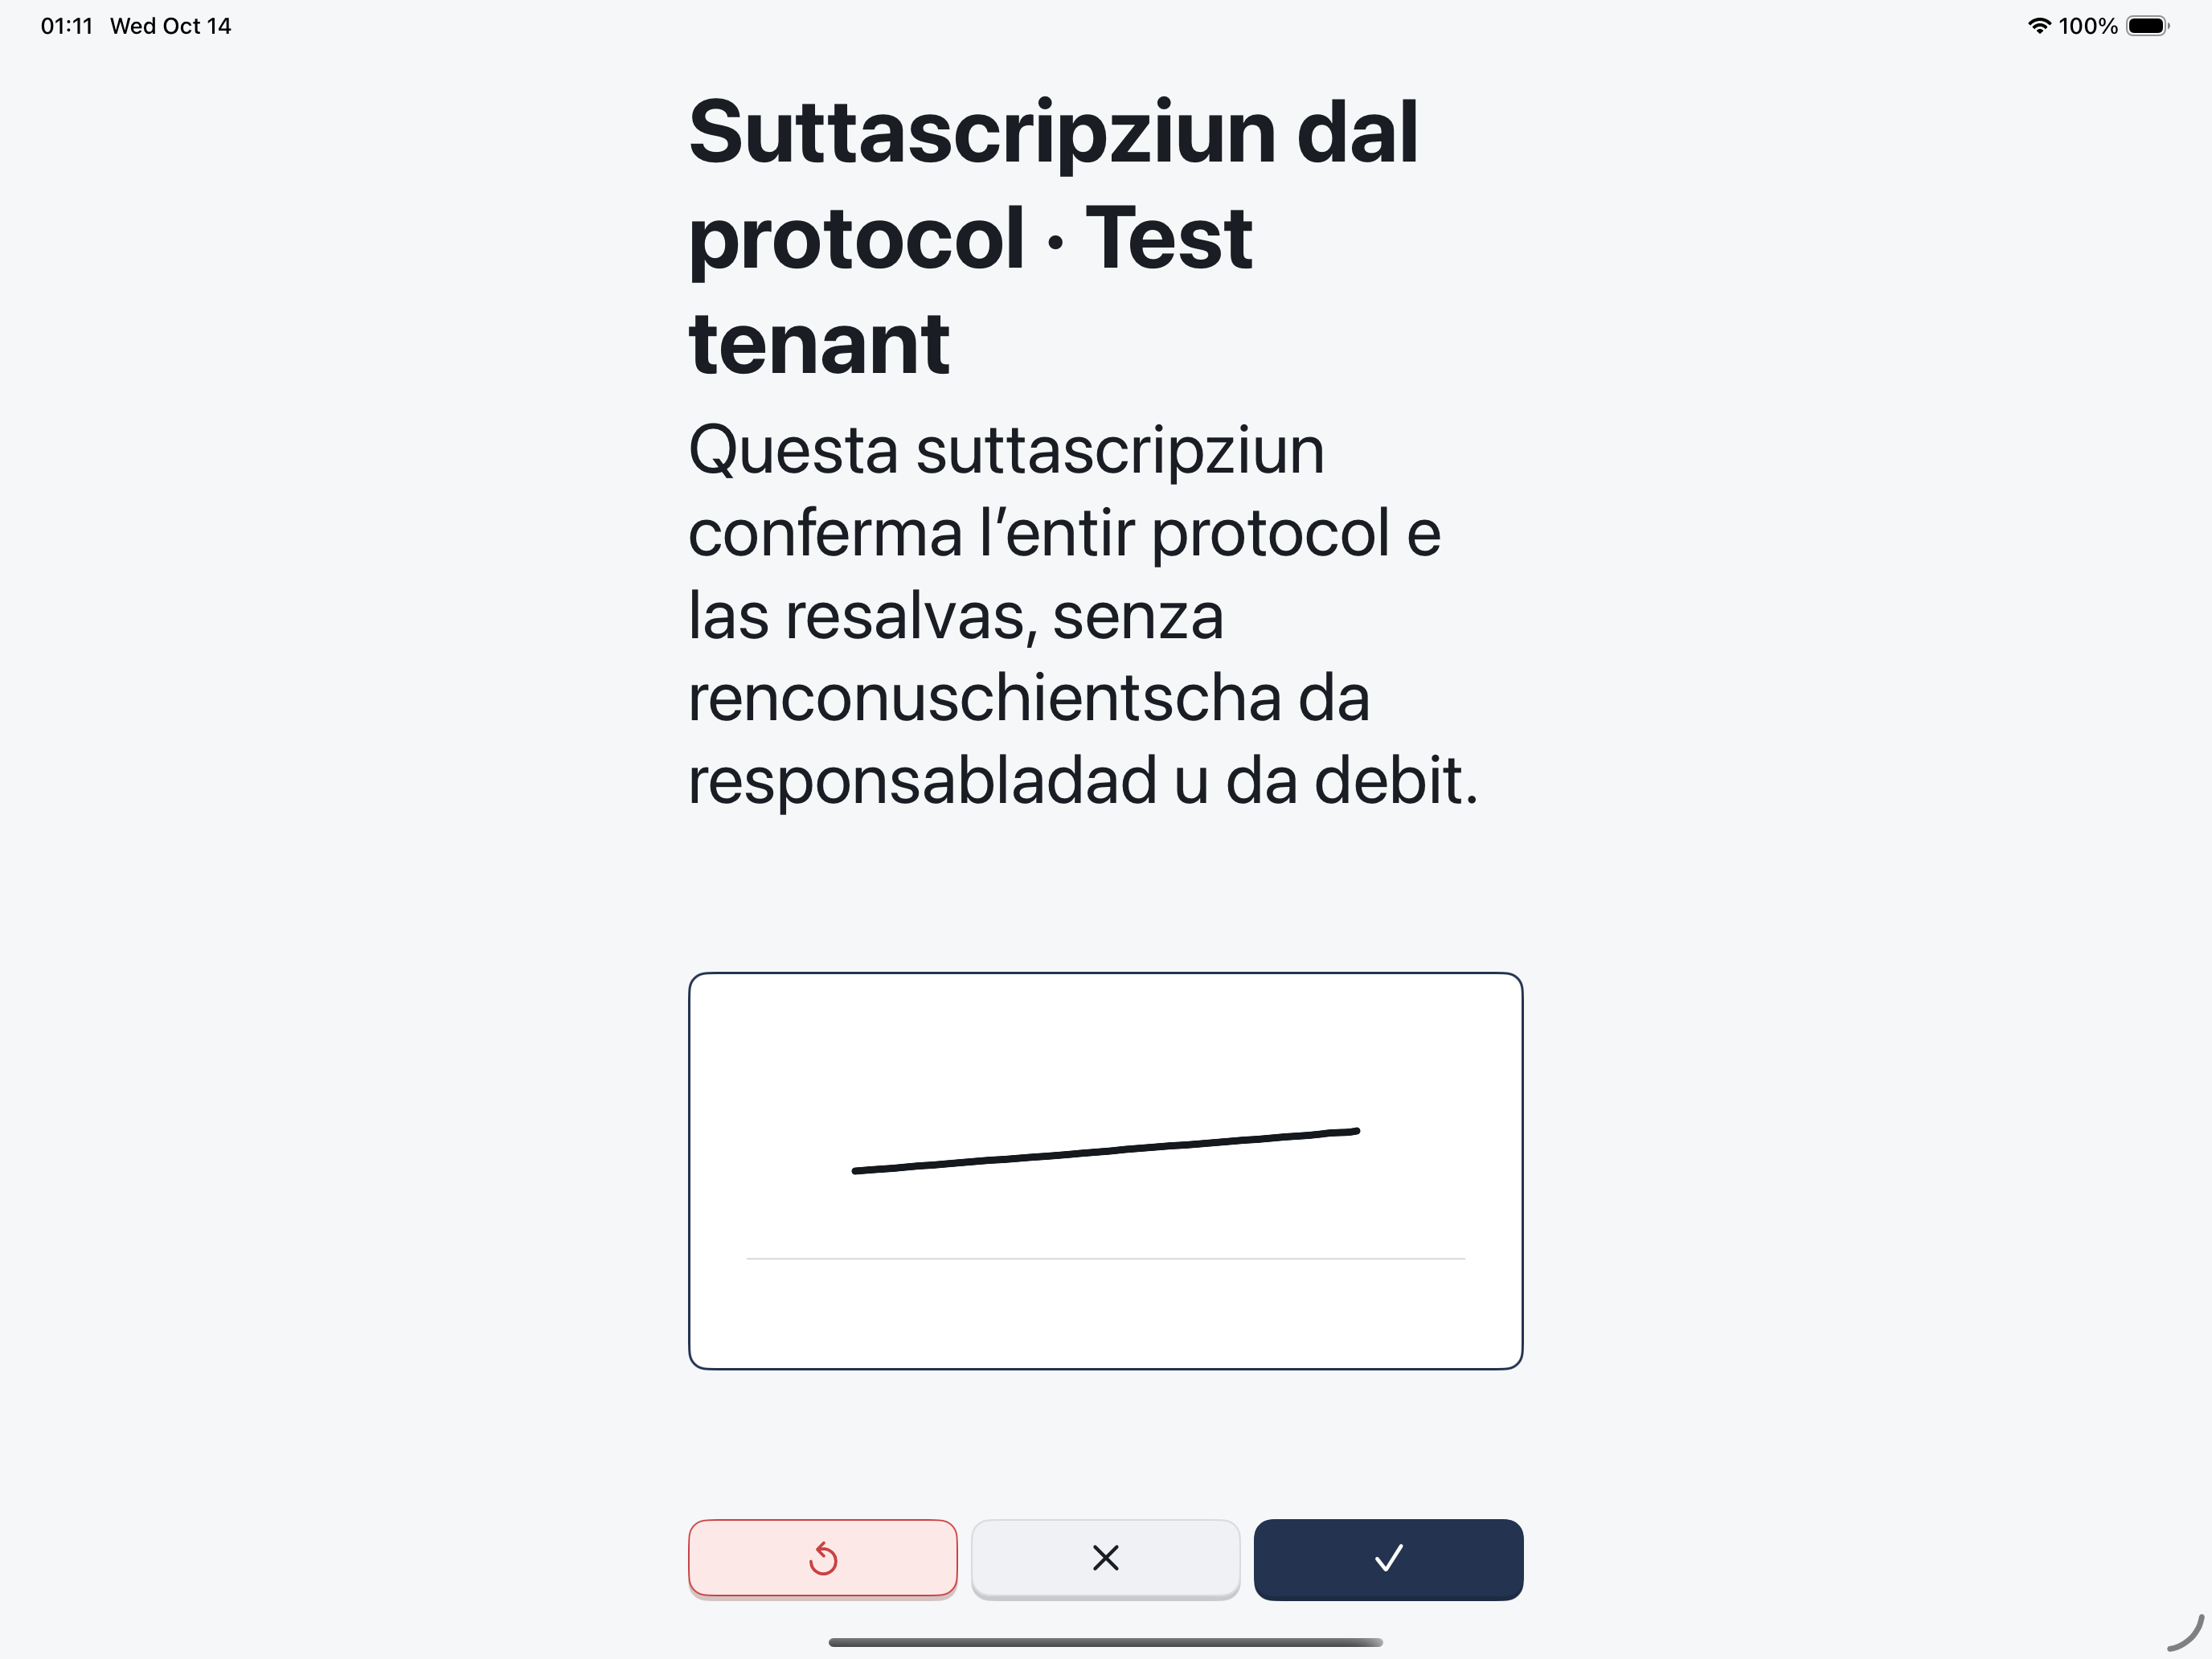 01:11 Wed Oct 14
100%
Suttascripziun dal
protocol · Test
tenant
Questa suttascripziun
conferma l’entir protocol e
las resalvas, senza
renconuschientscha da
responsabladad u da debit.